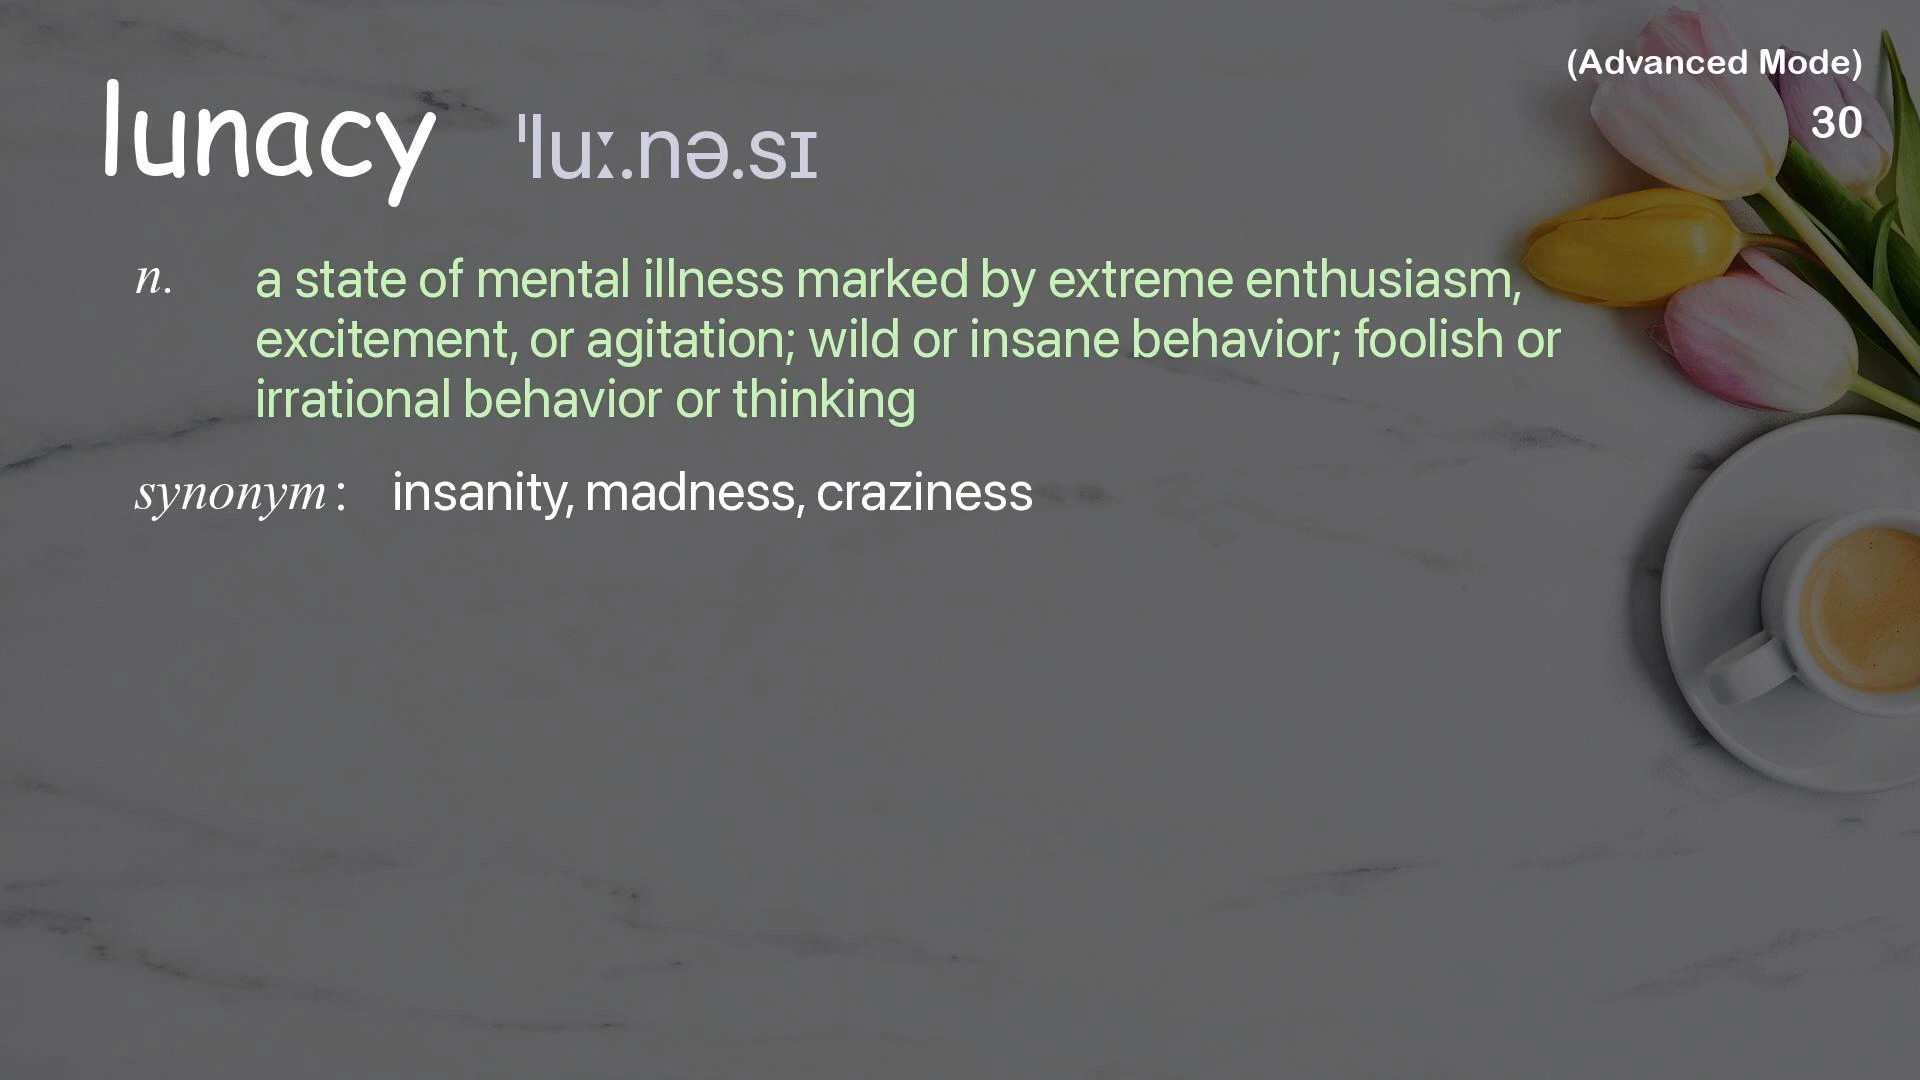 (Advanced Mode)
30
lunacy ˈluː.nə.sɪ
n. a state of mental illness marked by extreme enthusiasm,
excitement, or agitation; wild or insane behavior; foolish or
irrational behavior or thinking
synonym : insanity, madness, craziness